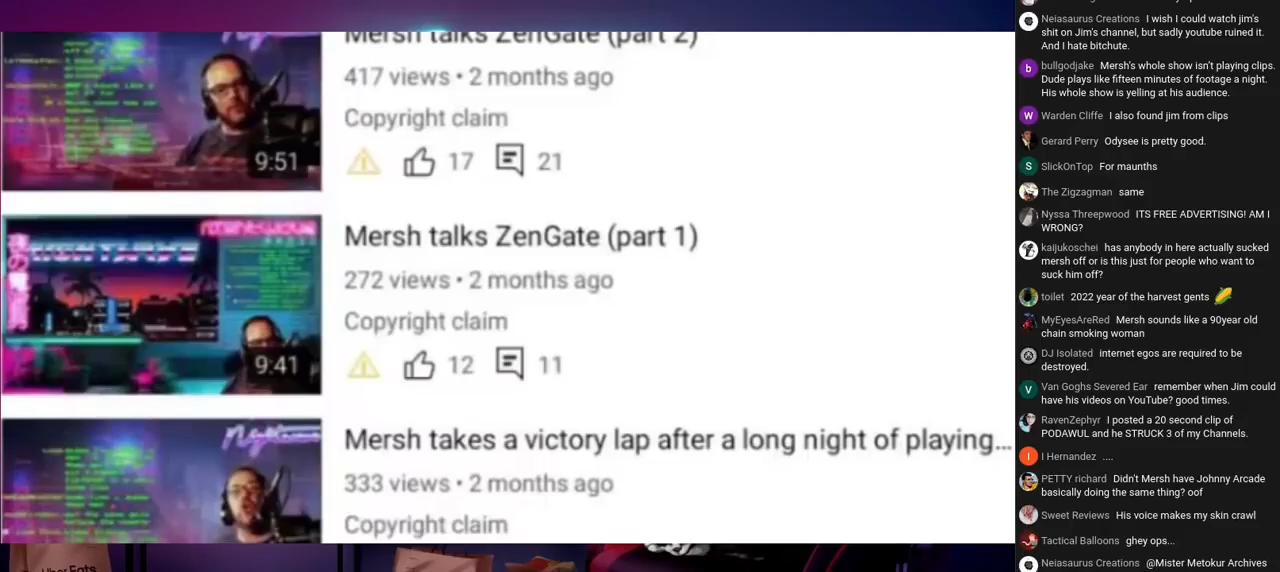 Mersh talks ZenGate (part 2)
417 views • 2 months ago
Copyright claim
17 21
9:51
Mersh talks ZenGate (part 1)
272 views • 2 months ago
Copyright claim
12 11
9:41
Mersh takes a victory lap after a long night of playing...
333 views • 2 months ago
Copyright claim
Uber Eats
Neiasaurus Creations I wish I could watch jim's
shit on Jim's channel, but sadly youtube ruined it.
And I hate bitchute.
b
bullgodjake Mersh's whole show isn't playing clips.
Dude plays like fifteen minutes of footage a night.
His whole show is yelling at his audience.
W
Warden Cliffe I also found jim from clips
Gerard Perry Odysee is pretty good.
S
SlickOnTop For maunths
The Zigzagman same
Nyssa Threepwood ITS FREE ADVERTISING! AM I
WRONG?
kaijukoschei has anybody in here actually sucked
mersh off or is this just for people who want to
suck him off?
toilet 2022 year of the harvest gents 🌽
MyEyesAreRed Mersh sounds like a 90year old
chain smoking woman
DJ Isolated internet egos are required to be
destroyed.
V
Van Goghs Severed Ear remember when Jim could
have his videos on YouTube? good times.
RavenZephyr I posted a 20 second clip of
PODAWUL and he STRUCK 3 of my Channels.
I
I Hernandez ....
PETTY richard Didn't Mersh have Johnny Arcade
basically doing the same thing? oof
Sweet Reviews His voice makes my skin crawl
Tactical Balloons ghey ops...
Neiasaurus Creations @Mister Metokur Archives